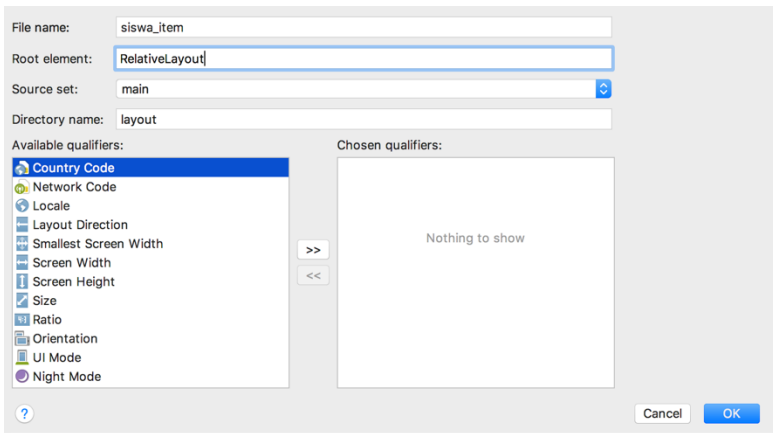 File name: siswa_item
Root element: RelativeLayout
Source set: main
Directory name: layout
Available qualifiers: Chosen qualifiers:
Country Code
Network Code
Locale
Layout Direction
Smallest Screen Width
Screen Width
Screen Height
Size
Ratio
Orientation
UI Mode
Night Mode
>>
<<
Nothing to show
?
Cancel OK